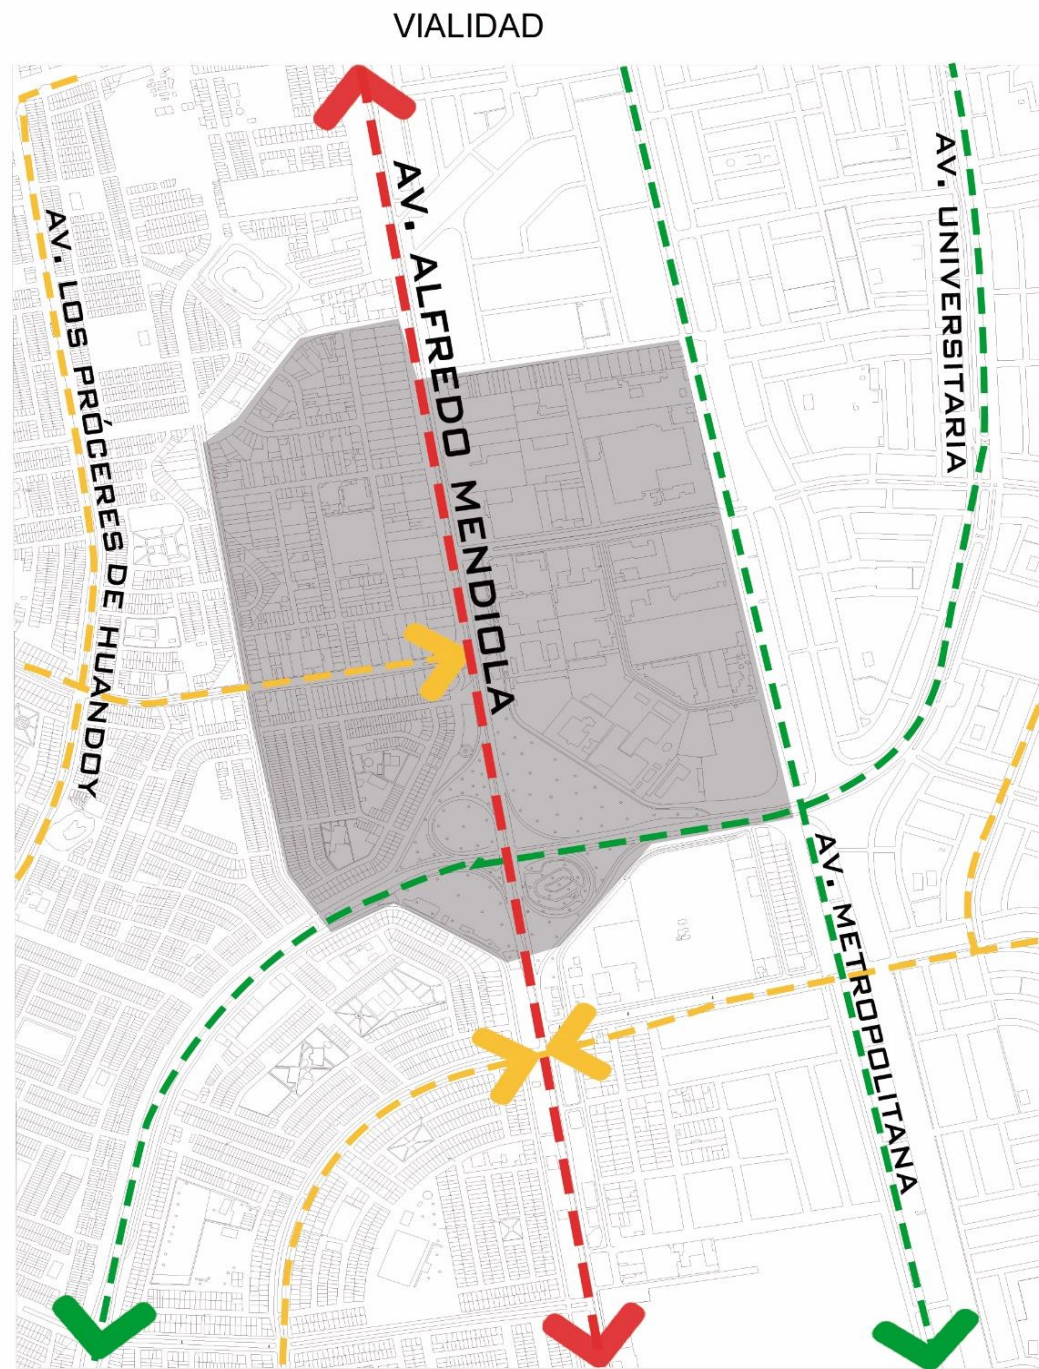 VIALIDAD
AV. ALFREDO MENDIOLA
AV. UNIVERSITARIA
AV. LOS PRÓCERES DE HUANDOY
AV. METROPOLITANA